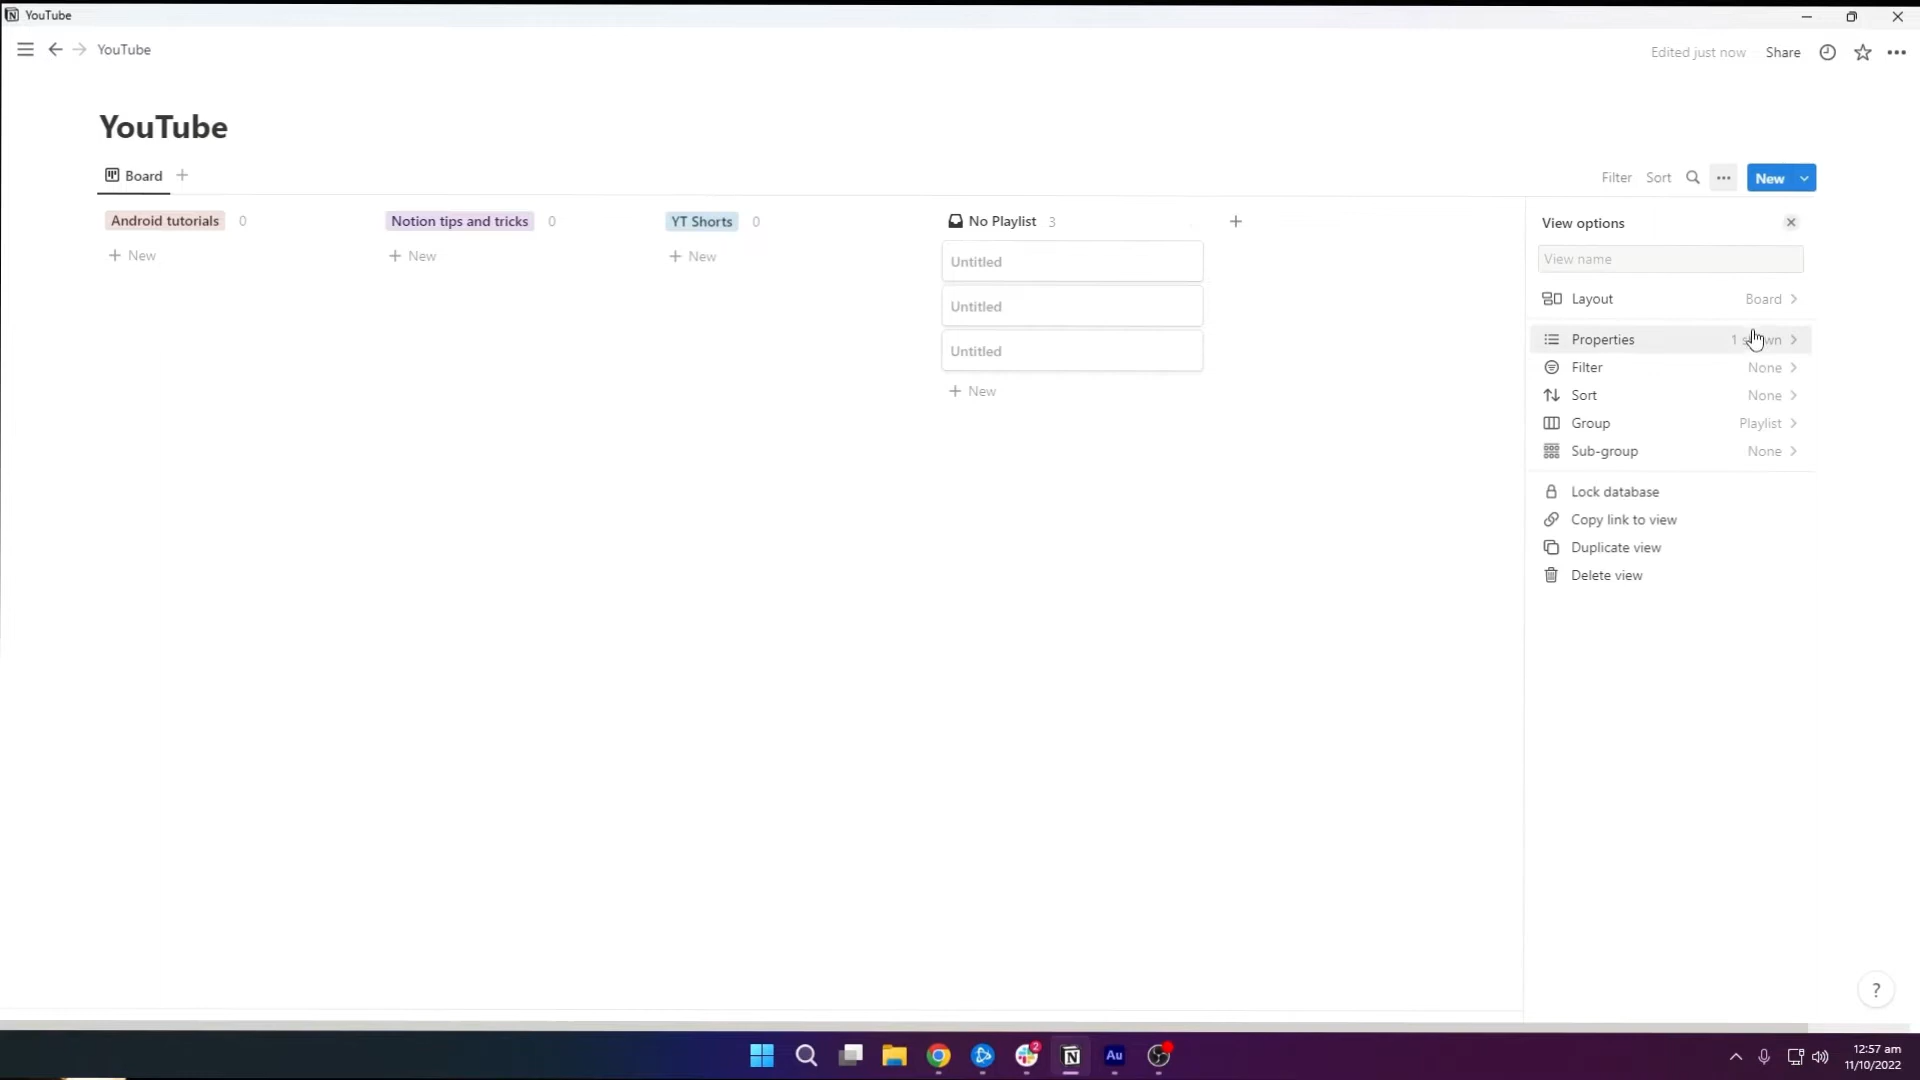 YouTube
YouTube
Edited just now Share
YouTube
Board
Filter Sort New
Android tutorials 0
Notion tips and tricks 0
YT Shorts 0
No Playlist 3
+ New
+ New
+ New
Untitled
Untitled
Untitled
+ New
View options
View name
Layout Board
Properties 1
Filter None
Sort None
Group Playlist
Sub-group None
Lock database
Copy link to view
Duplicate view
Delete view
?
2
Au
12:57 am
11/10/2022